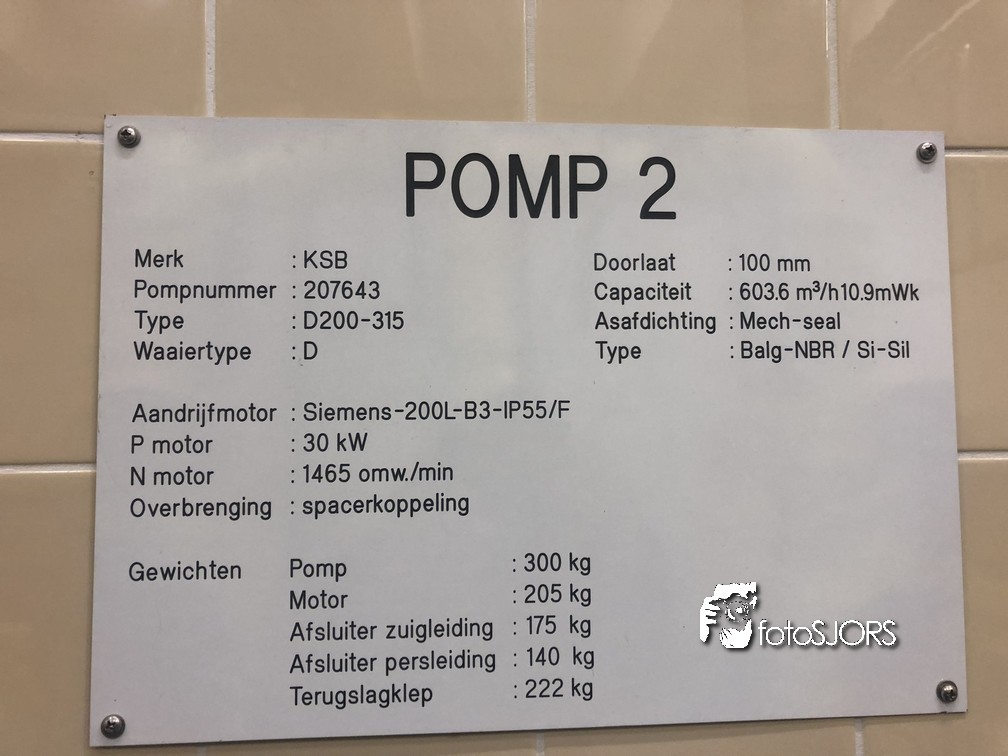 POMP 2
Merk : KSB
Pompnummer : 207643
Type : D200-315
Waaiertype : D
Doorlaat : 100 mm
Capaciteit : 603.6 m³/h10.9mWk
Asafdichting : Mech-seal
Type : Balg-NBR / Si-Sil
Aandrijfmotor : Siemens-200L-B3-IP55/F
P motor : 30 kW
N motor : 1465 omw./min
Overbrenging : spacerkoppeling
Gewichten Pomp : 300 kg
Motor : 205 kg
Afsluiter zuigleiding : 175 kg
Afsluiter persleiding : 140 kg
Terugslagklep : 222 kg
fotoSJORS